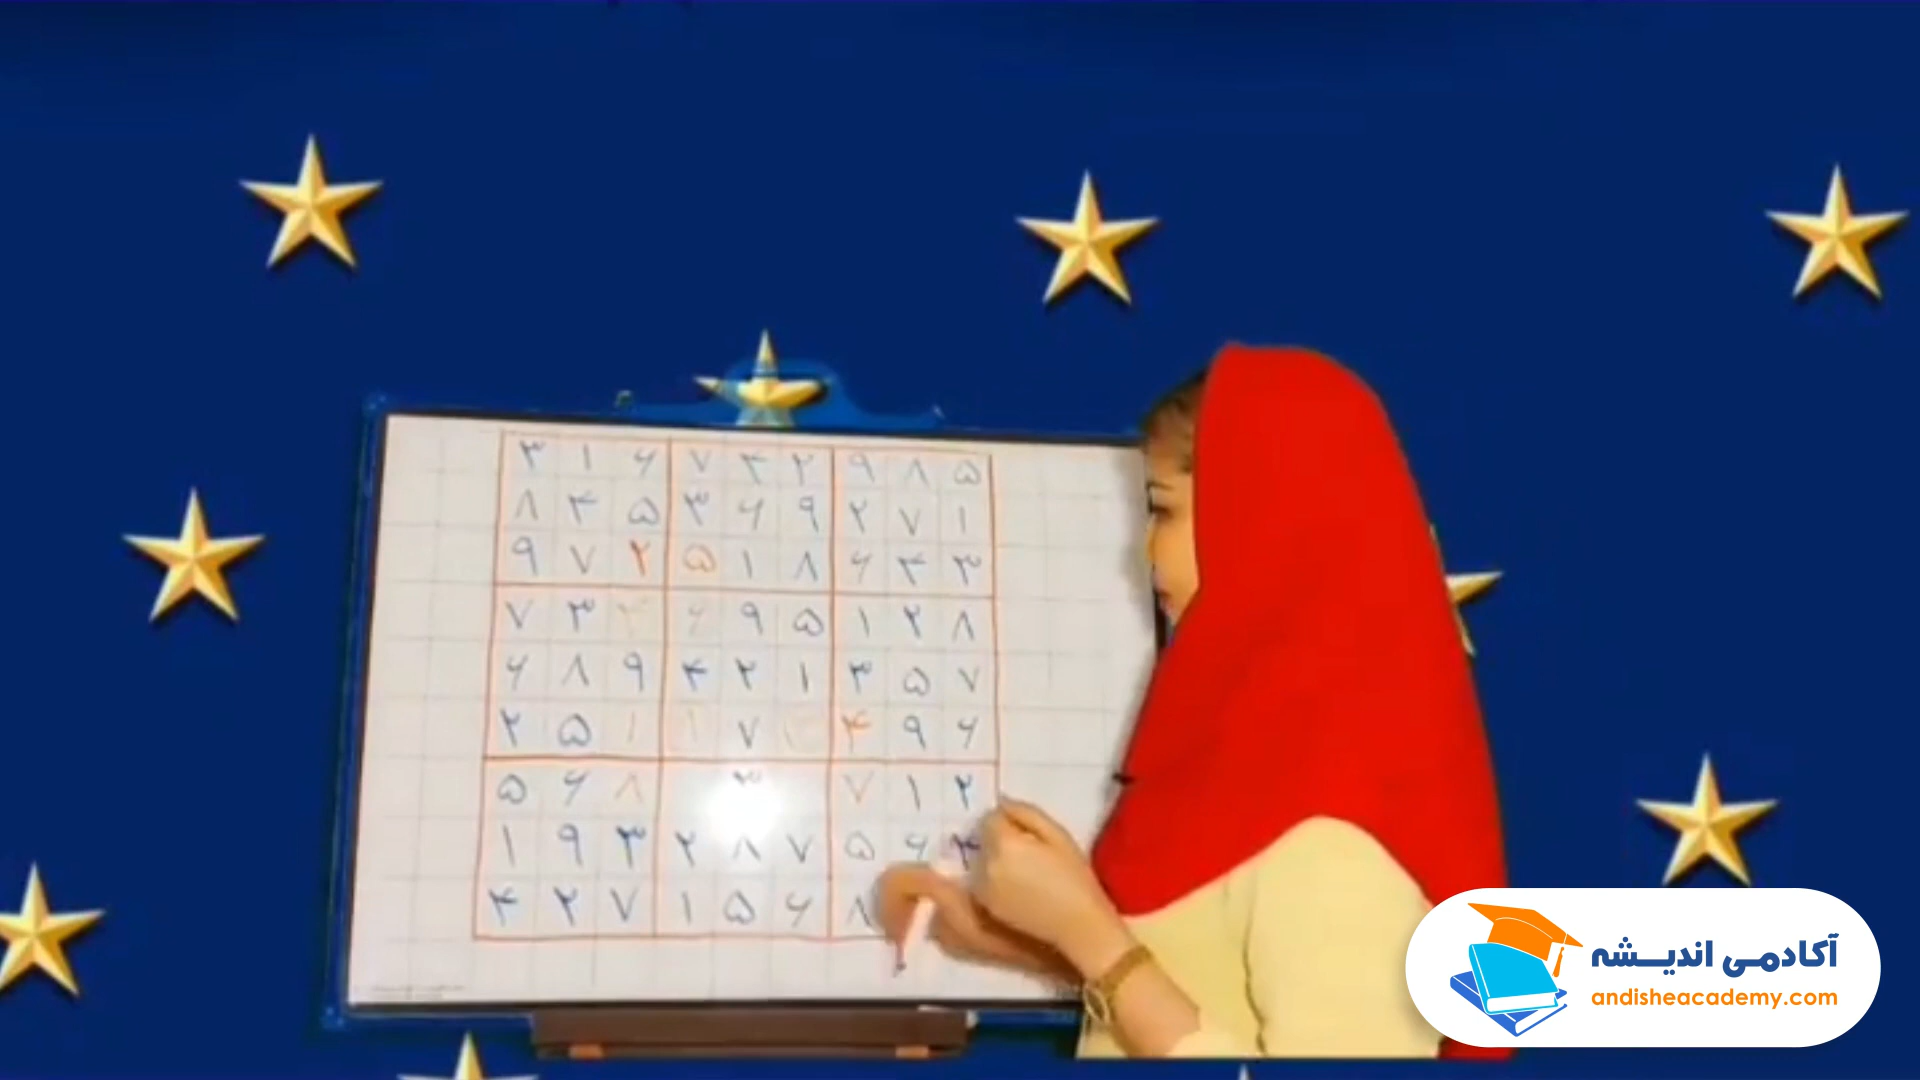 ۳ ۱ ۶ ۷ ۴ ۲ ۹ ۸ ۵
۸ ۴ ۵ ۳ ۶ ۹ ۲ ۷ ۱
۹ ۷ ۲ ۵ ۱ ۸ ۶ ۴ ۳
۷ ۳ ۴ ۶ ۹ ۵ ۱ ۲ ۸
۶ ۸ ۹ ۴ ۲ ۱ ۳ ۵ ۷
۲ ۵ ۱ ۷ ۴ ۹ ۶
۵ ۶ ۸ ۳ ۷ ۱ ۲
۱ ۹ ۳ ۲ ۸ ۷ ۵ ۶ ۴
۴ ۲ ۷ ۱ ۵ ۶ ۸
آکادمی اندیشه
andisheacademy.com